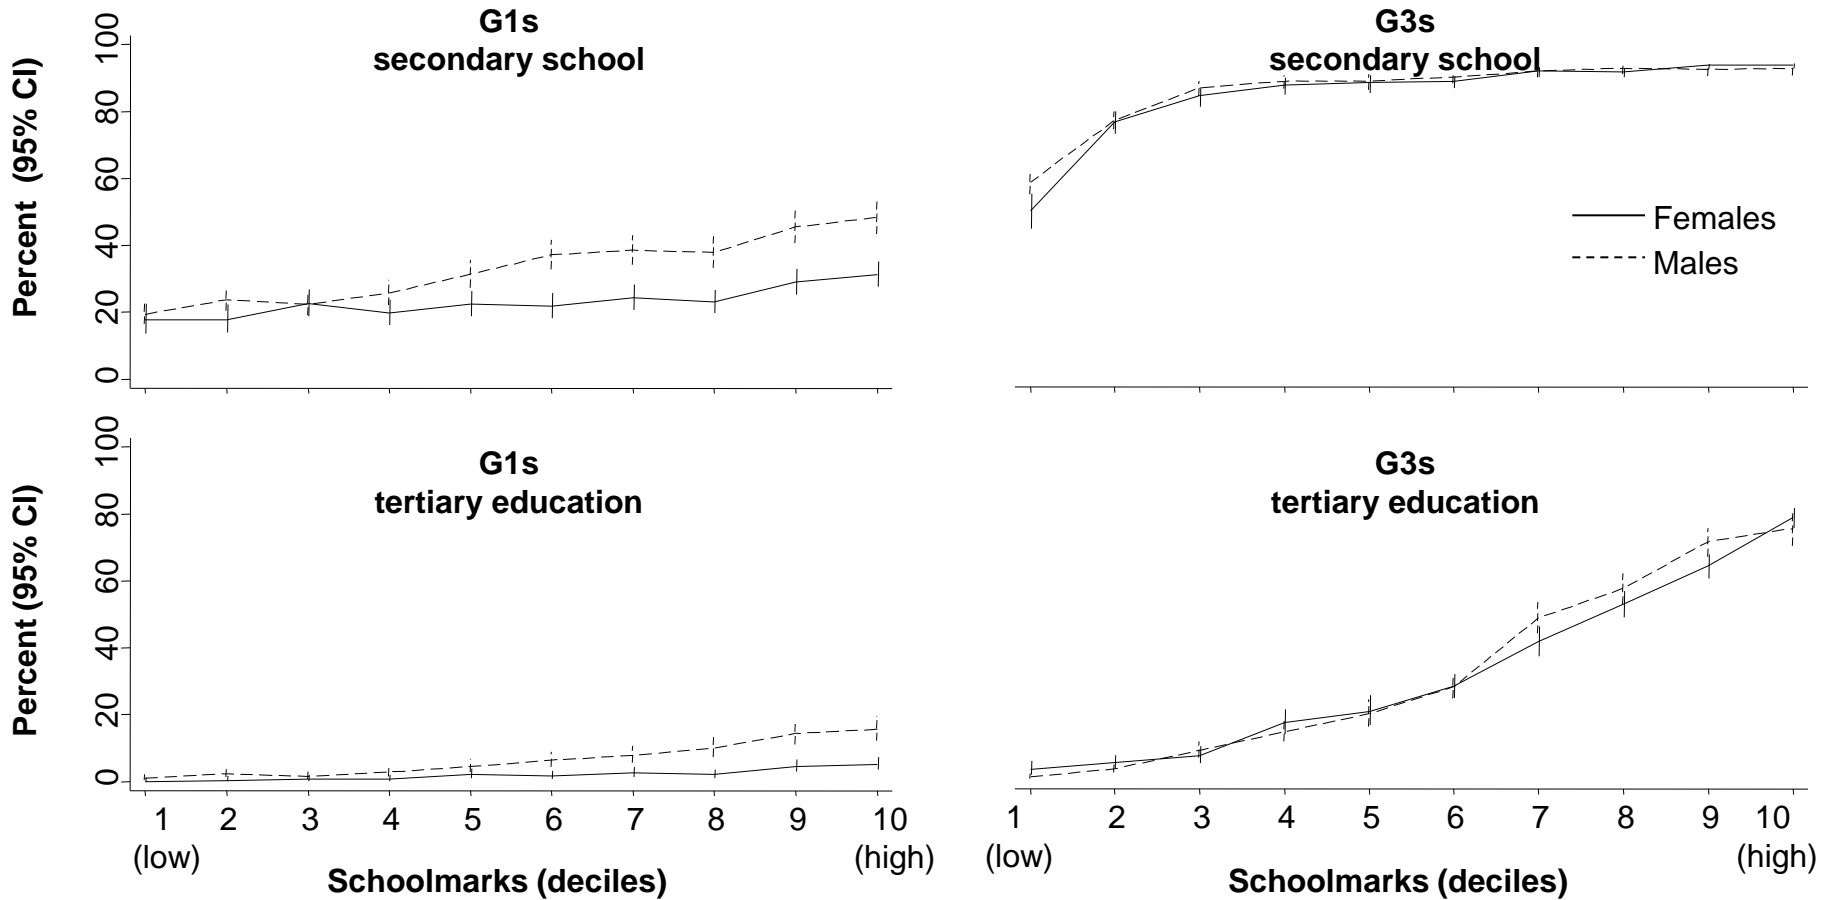 G1s
secondary school
G3s
secondary school
Percent (95% CI)
100
80
60
40
20
0
Females
Males
G1s
tertiary education
G3s
tertiary education
Percent (95% CI)
100
80
60
40
20
0
1 2 3 4 5 6 7 8 9 10
(low) (high)
Schoolmarks (deciles)
1 2 3 4 5 6 7 8 9 10
(low) (high)
Schoolmarks (deciles)